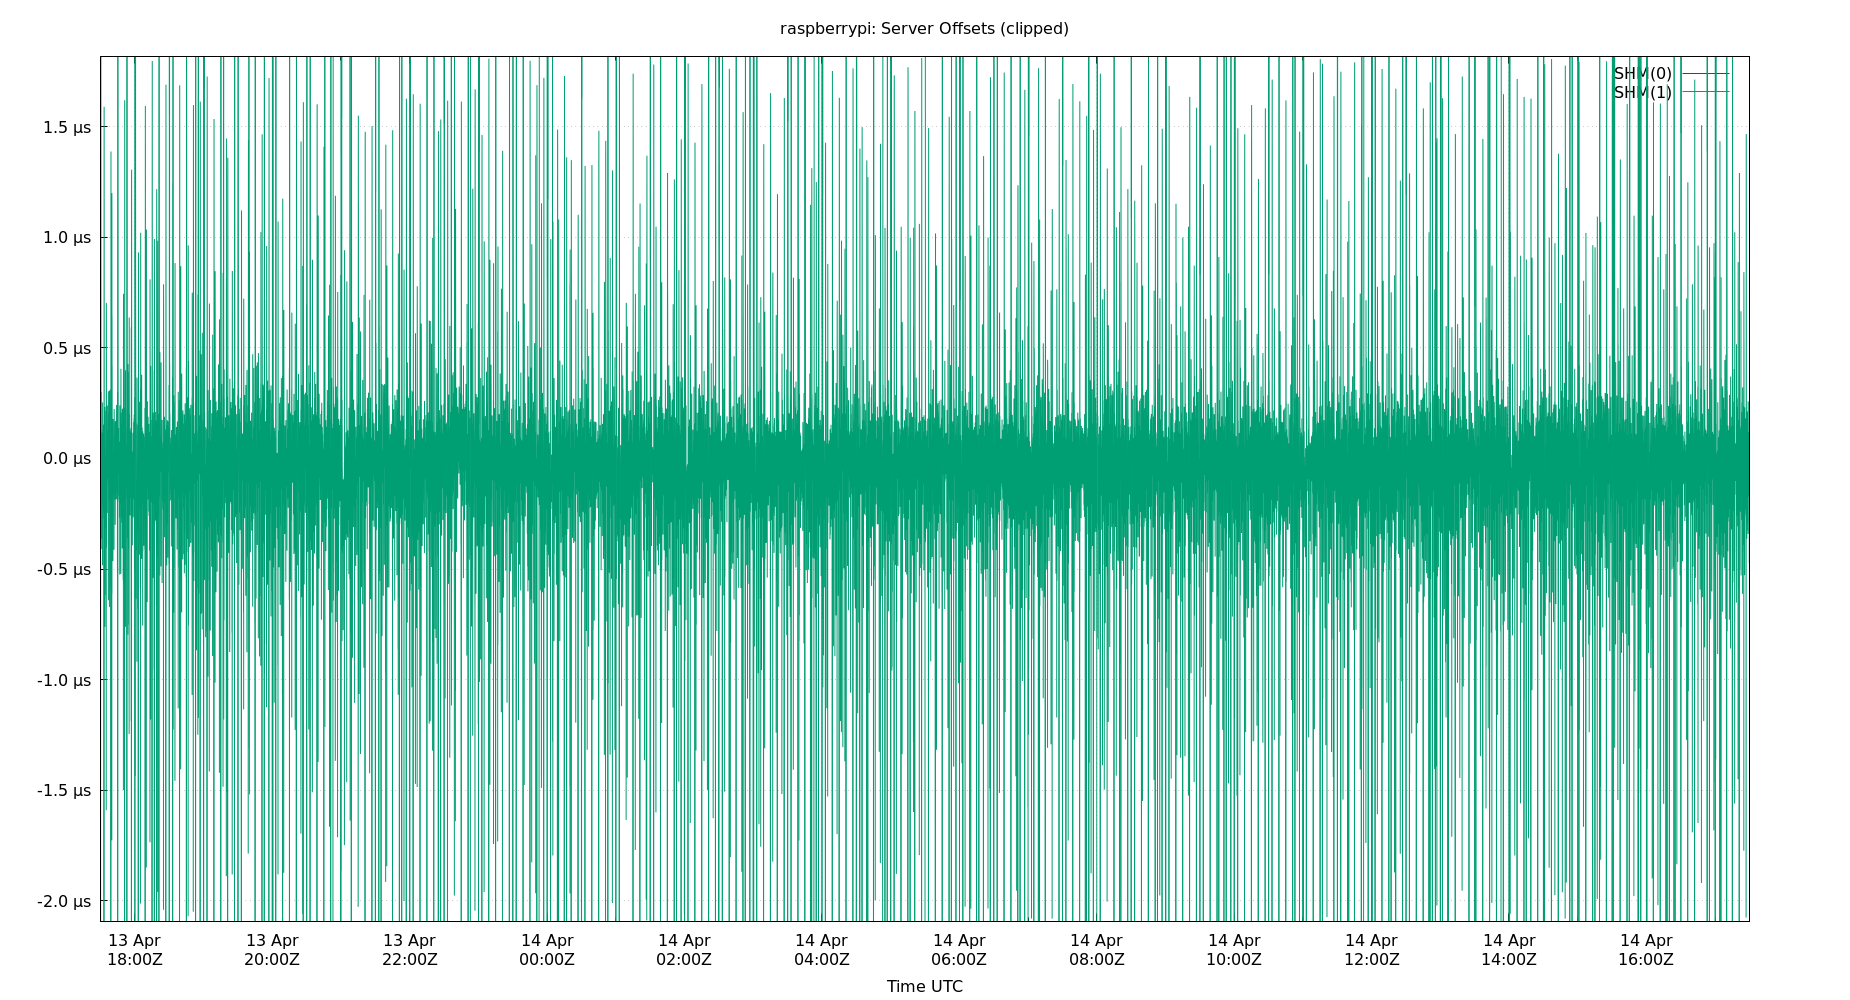 raspberrypi: Server Offsets (clipped)
SHM(0)
SHM(1)
1.5 µs
1.0 µs
0.5 µs
0.0 µs
-0.5 µs
-1.0 µs
-1.5 µs
-2.0 µs
13 Apr 13 Apr 13 Apr 14 Apr 14 Apr 14 Apr 14 Apr 14 Apr 14 Apr 14 Apr 14 Apr 14 Apr
18:00Z 20:00Z 22:00Z 00:00Z 02:00Z 04:00Z 06:00Z 08:00Z 10:00Z 12:00Z 14:00Z 16:00Z
Time UTC